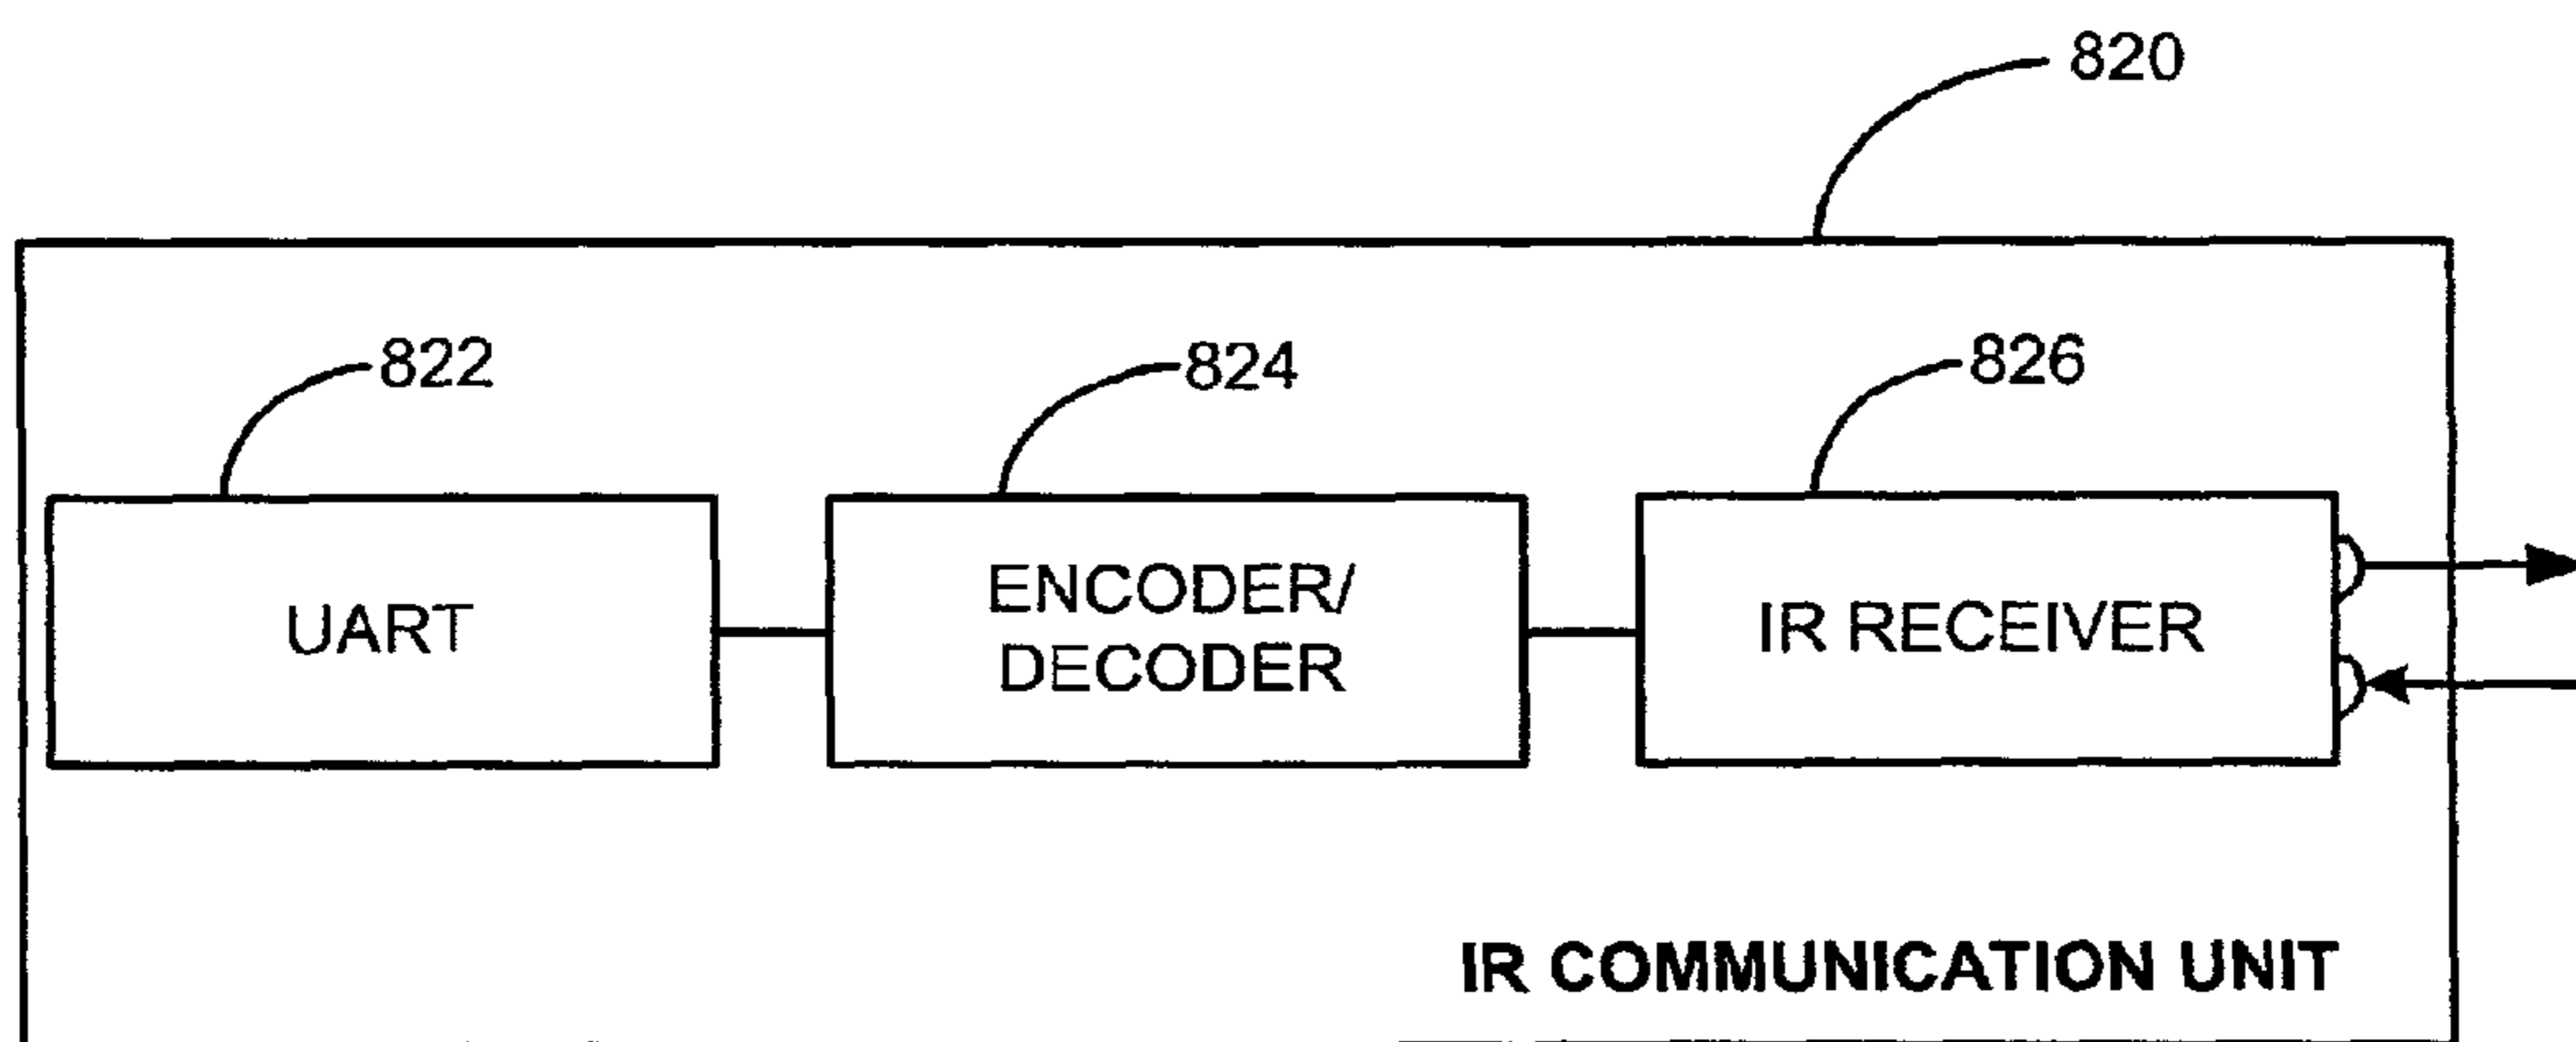 820
822
824
826
UART
ENCODER/
DECODER
IR RECEIVER
IR COMMUNICATION UNIT